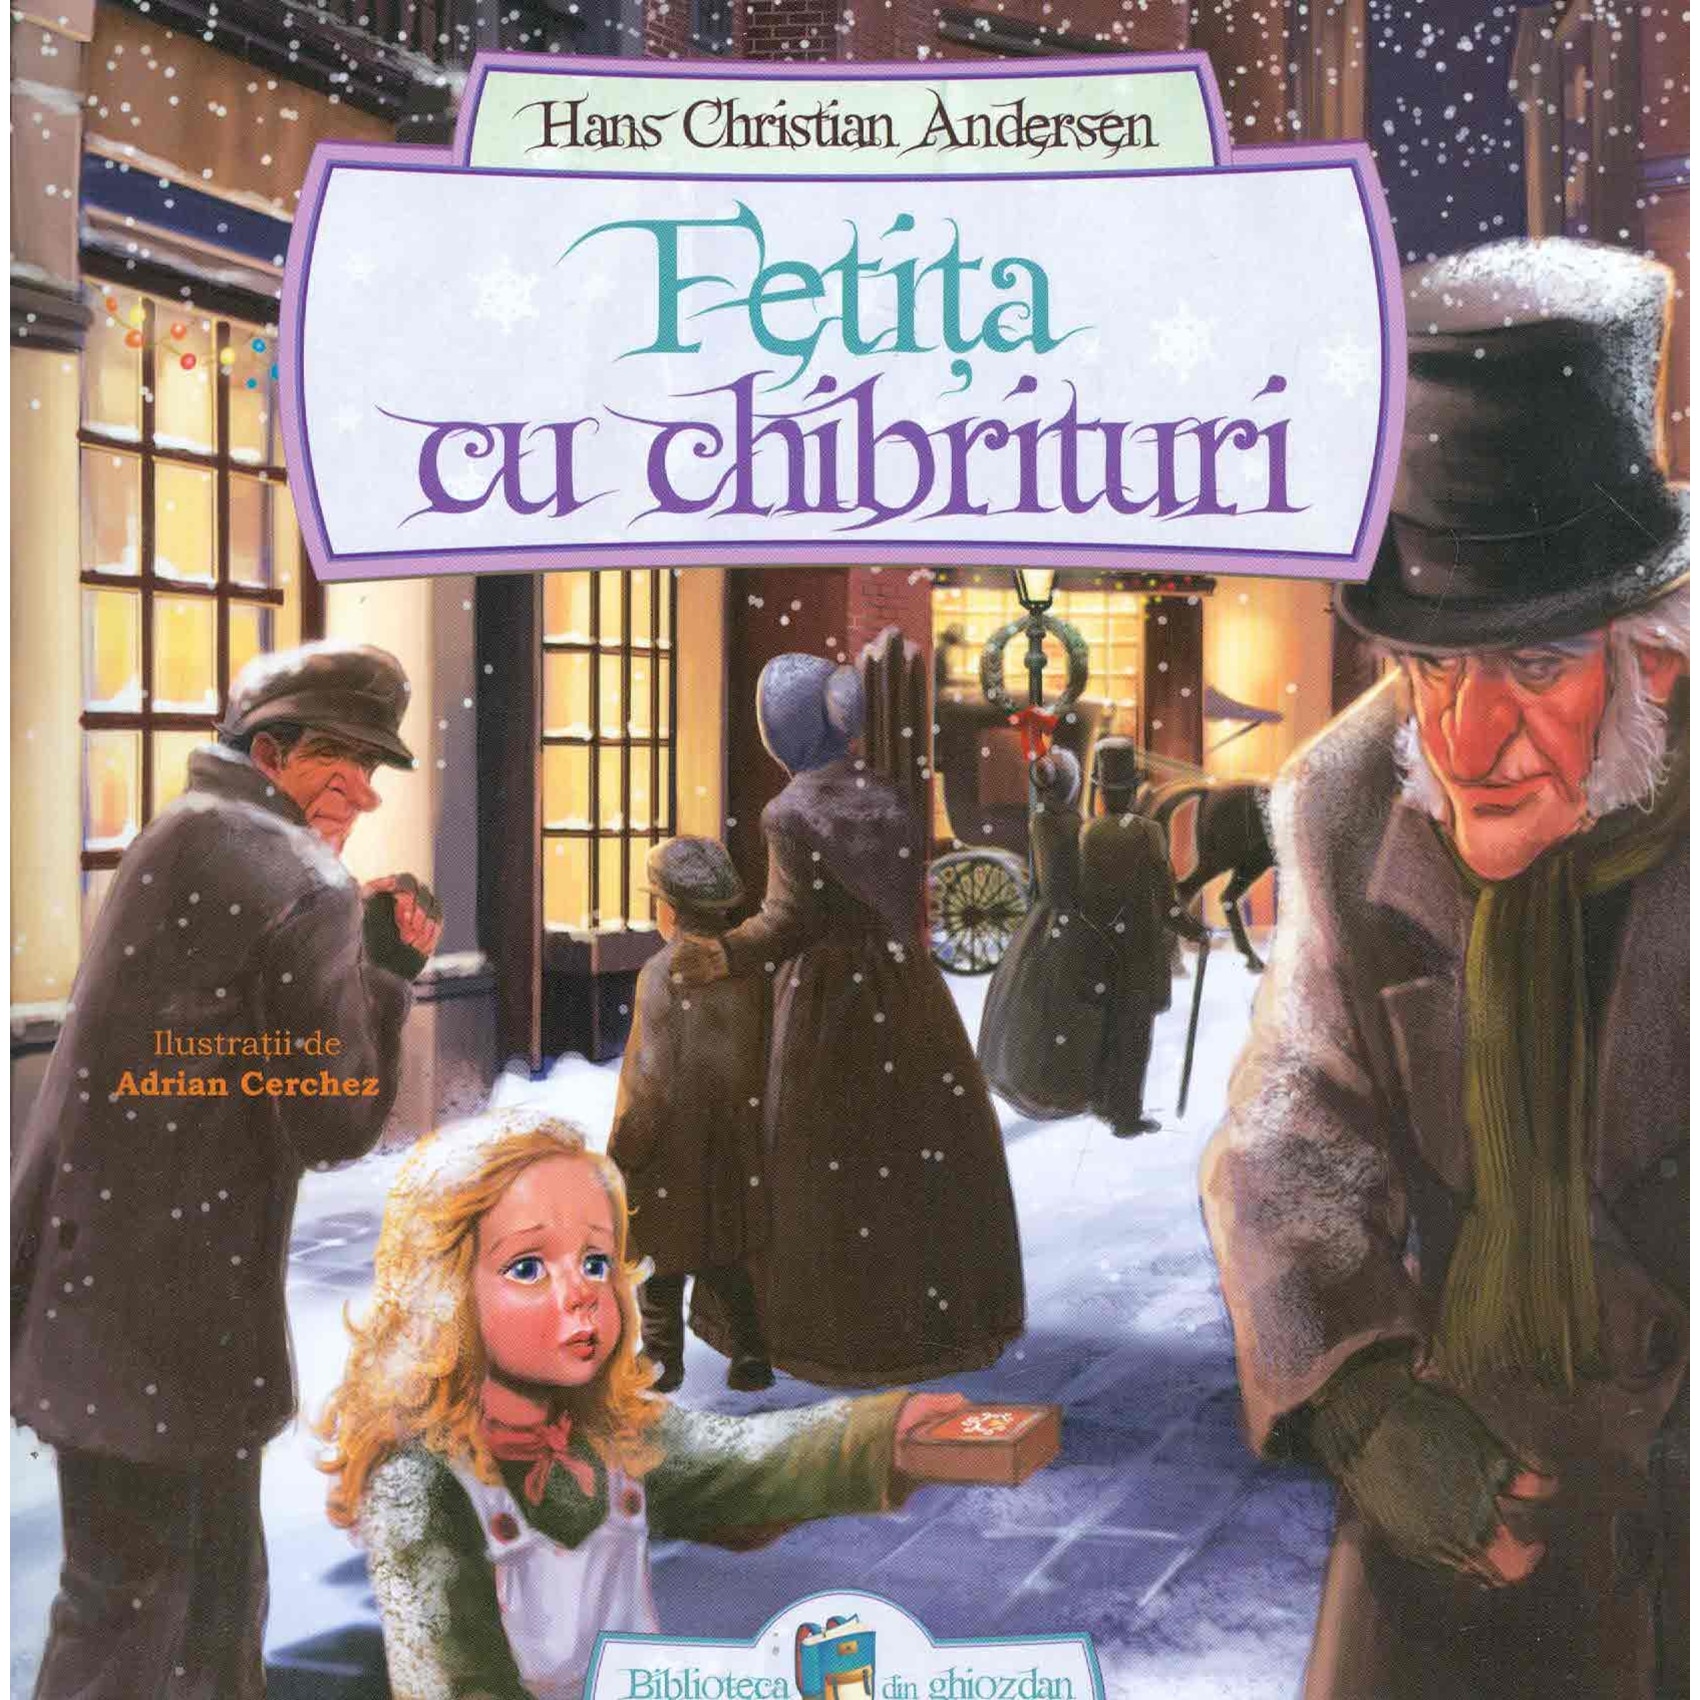 Hans Christian Andersen
Fetița
cu chibrituri
Ilustrații de
Adrian Cerchez
Biblioteca din ghiozdan